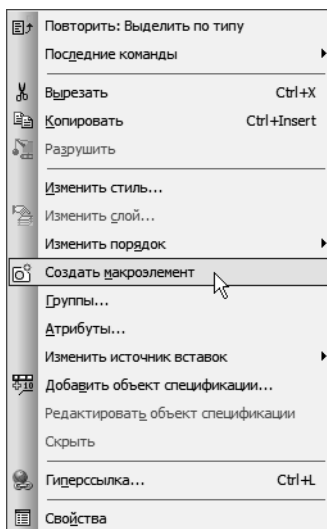 Повторить: Выделить по типу
Последние команды
Вырезать Ctrl+X
Копировать Ctrl+Insert
Разрушить
Изменить стиль...
Изменить слой...
Изменить порядок
Создать макроэлемент
Группы...
Атрибуты...
Изменить источник вставок
Добавить объект спецификации...
Редактировать объект спецификации
Скрыть
Гиперссылка... Ctrl+L
Свойства